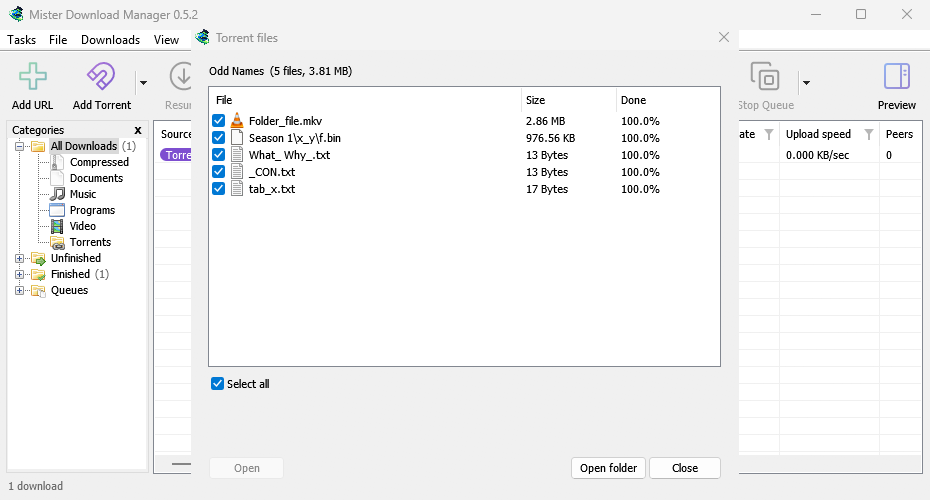 Mister Download Manager 0.5.2
Tasks File Downloads View
Torrent files
Odd Names (5 files, 3.81 MB)
Add URL
Add Torrent
Stop Queue
Preview
Categories x
All Downloads (1)
Compressed
Documents
Music
Programs
Video
Torrents
Unfinished
Finished (1)
Queues
Source
File Size Done
Folder_file.mkv 2.86 MB 100.0%
Season 1\x_y\f.bin 976.56 KB 100.0%
What_ Why_.txt 13 Bytes 100.0%
_CON.txt 13 Bytes 100.0%
tab_x.txt 17 Bytes 100.0%
Upload speed Peers
0.000 KB/sec 0
Select all
Open
Open folder
Close
1 download